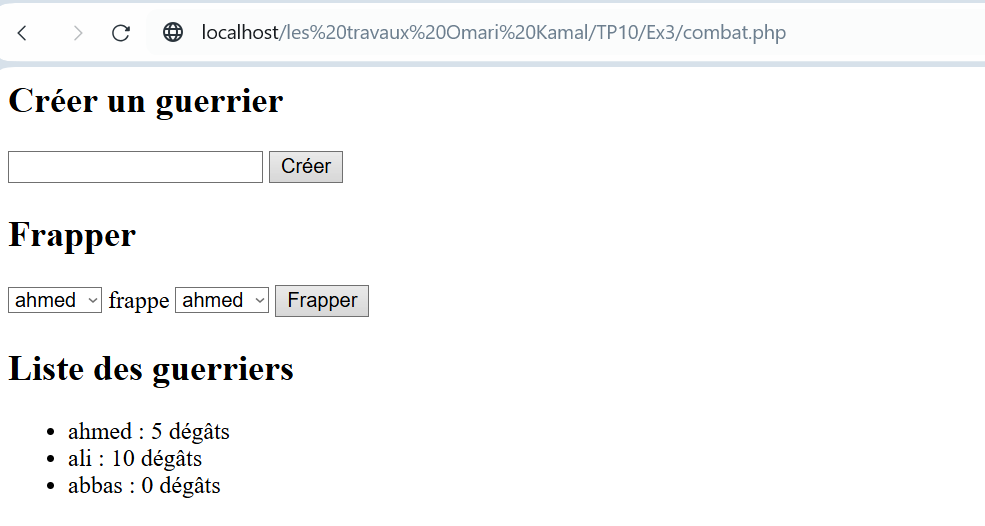 localhost/les%20travaux%20Omari%20Kamal/TP10/Ex3/combat.php
Créer un guerrier
Créer
Frapper
ahmed frappe ahmed Frapper
Liste des guerriers
• ahmed : 5 dégâts
• ali : 10 dégâts
• abbas : 0 dégâts